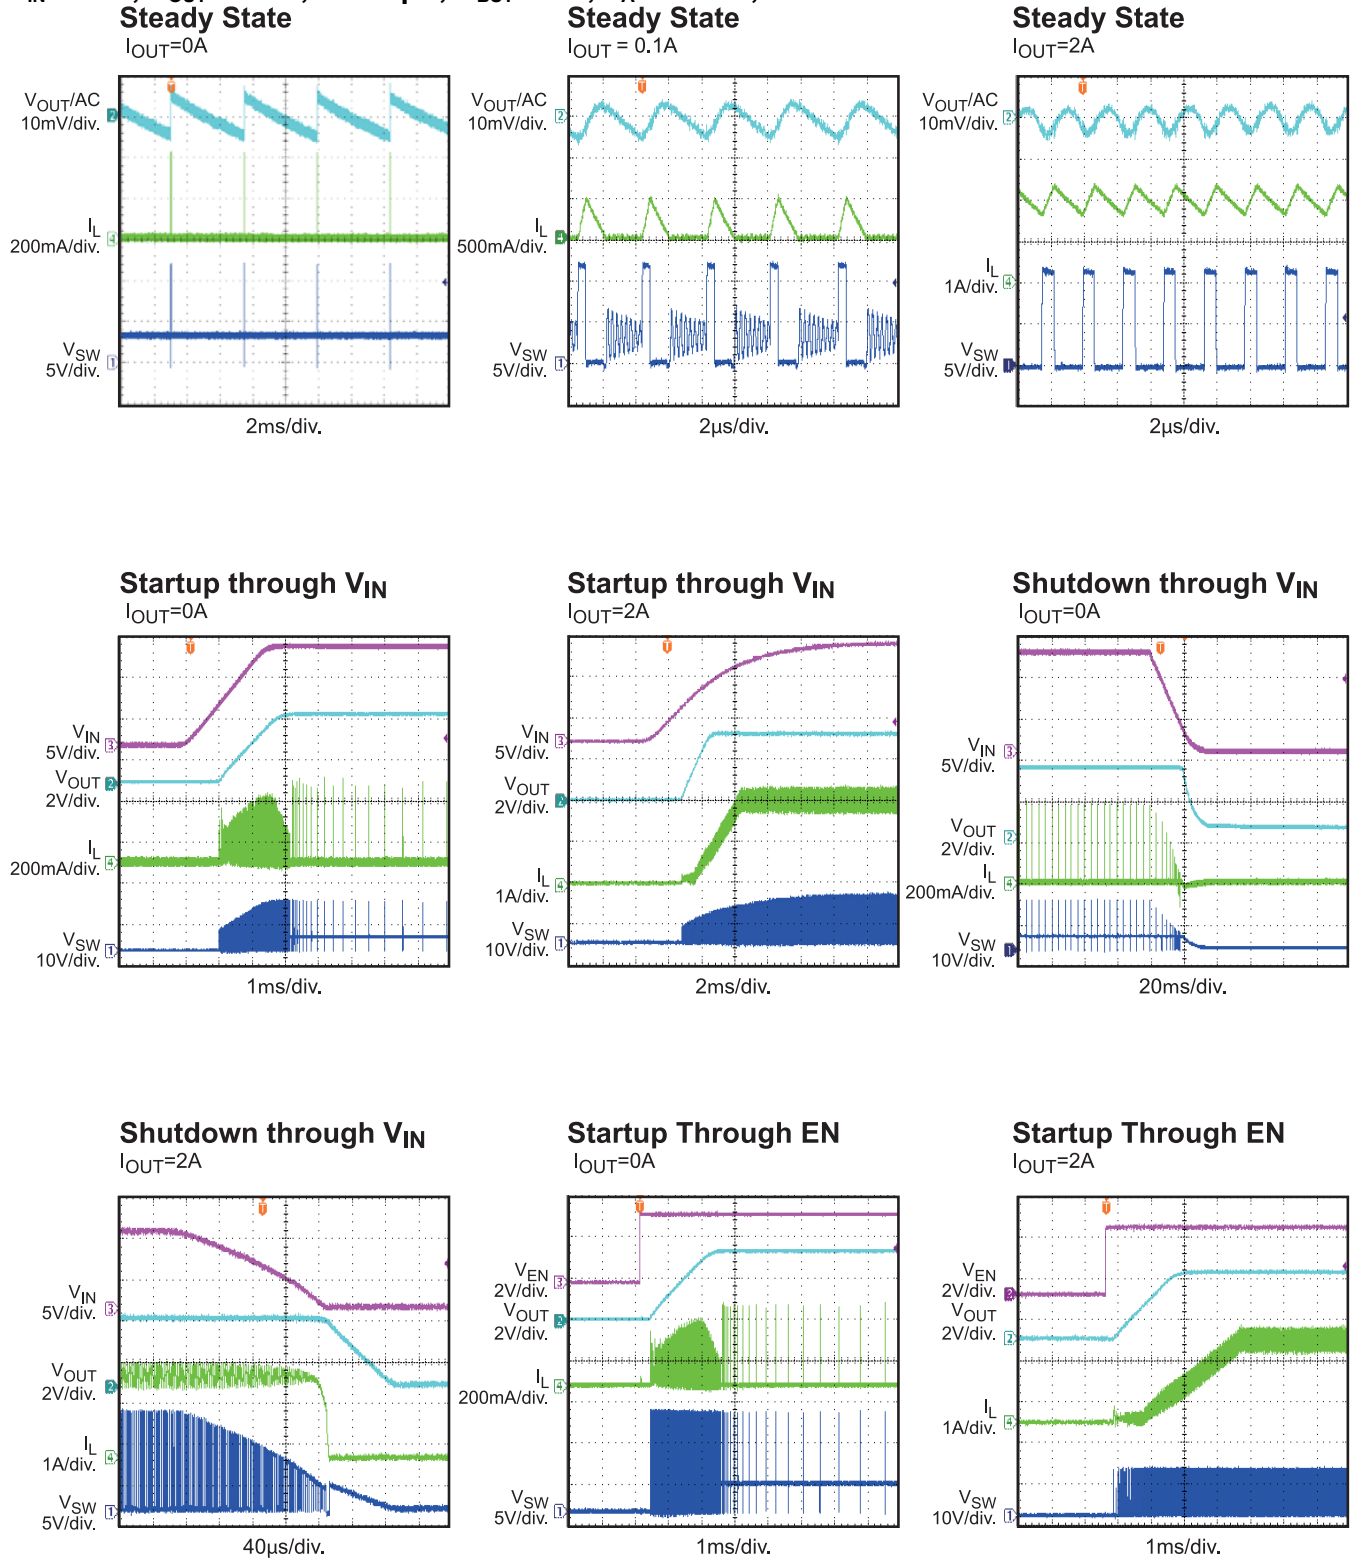 Steady State
IOUT=0A
VOUT/AC
10mV/div.
IL
200mA/div.
VSW
5V/div.
2ms/div.
Steady State
IOUT = 0.1A
VOUT/AC
10mV/div.
IL
500mA/div.
VSW
5V/div.
2µs/div.
Steady State
IOUT=2A
VOUT/AC
10mV/div.
IL
1A/div.
VSW
5V/div.
2µs/div.
Startup through VIN
IOUT=0A
VIN
5V/div.
VOUT
2V/div.
IL
200mA/div.
VSW
10V/div.
1ms/div.
Startup through VIN
IOUT=2A
VIN
5V/div.
VOUT
2V/div.
IL
1A/div.
VSW
10V/div.
2ms/div.
Shutdown through VIN
IOUT=0A
VIN
5V/div.
VOUT
2V/div.
IL
200mA/div.
VSW
10V/div.
20ms/div.
Shutdown through VIN
IOUT=2A
VIN
5V/div.
VOUT
2V/div.
IL
1A/div.
VSW
5V/div.
40µs/div.
Startup Through EN
IOUT=0A
VEN
2V/div.
VOUT
2V/div.
IL
200mA/div.
VSW
5V/div.
1ms/div.
Startup Through EN
IOUT=2A
VEN
2V/div.
VOUT
2V/div.
IL
1A/div.
VSW
10V/div.
1ms/div.